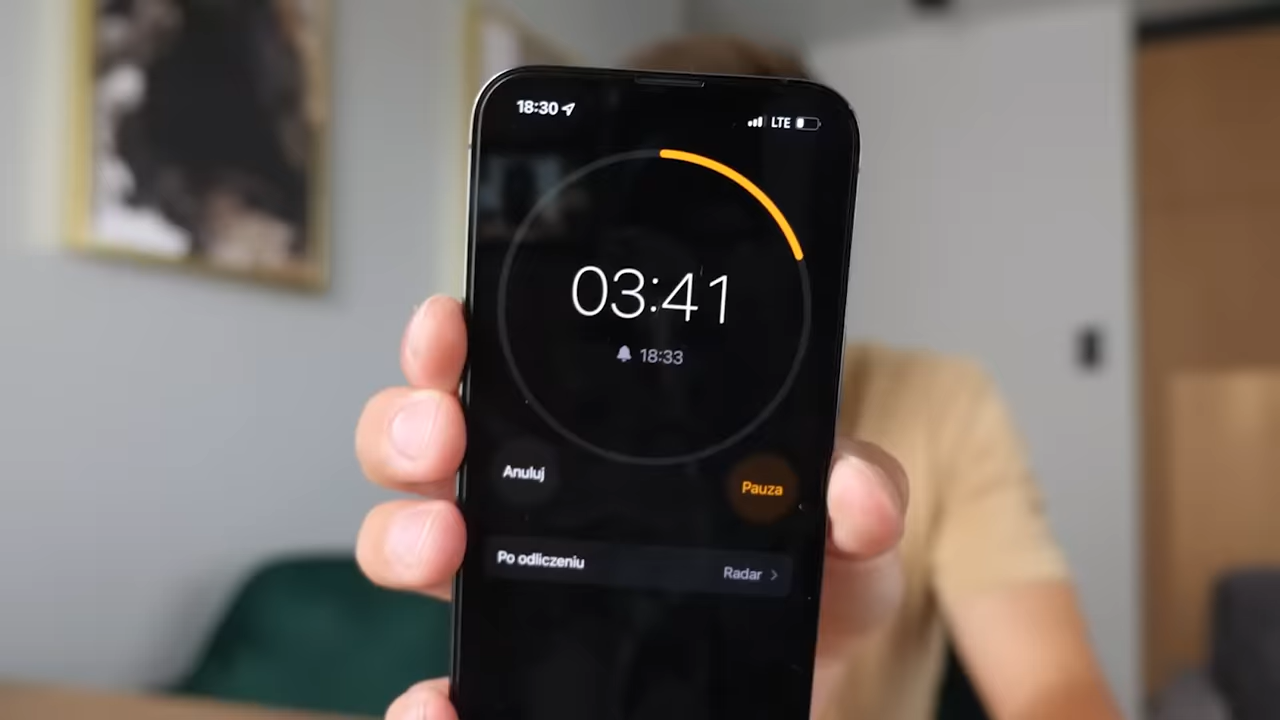 18:30
LTE
03:41
18:33
Anuluj
Pauza
Po odliczeniu
Radar